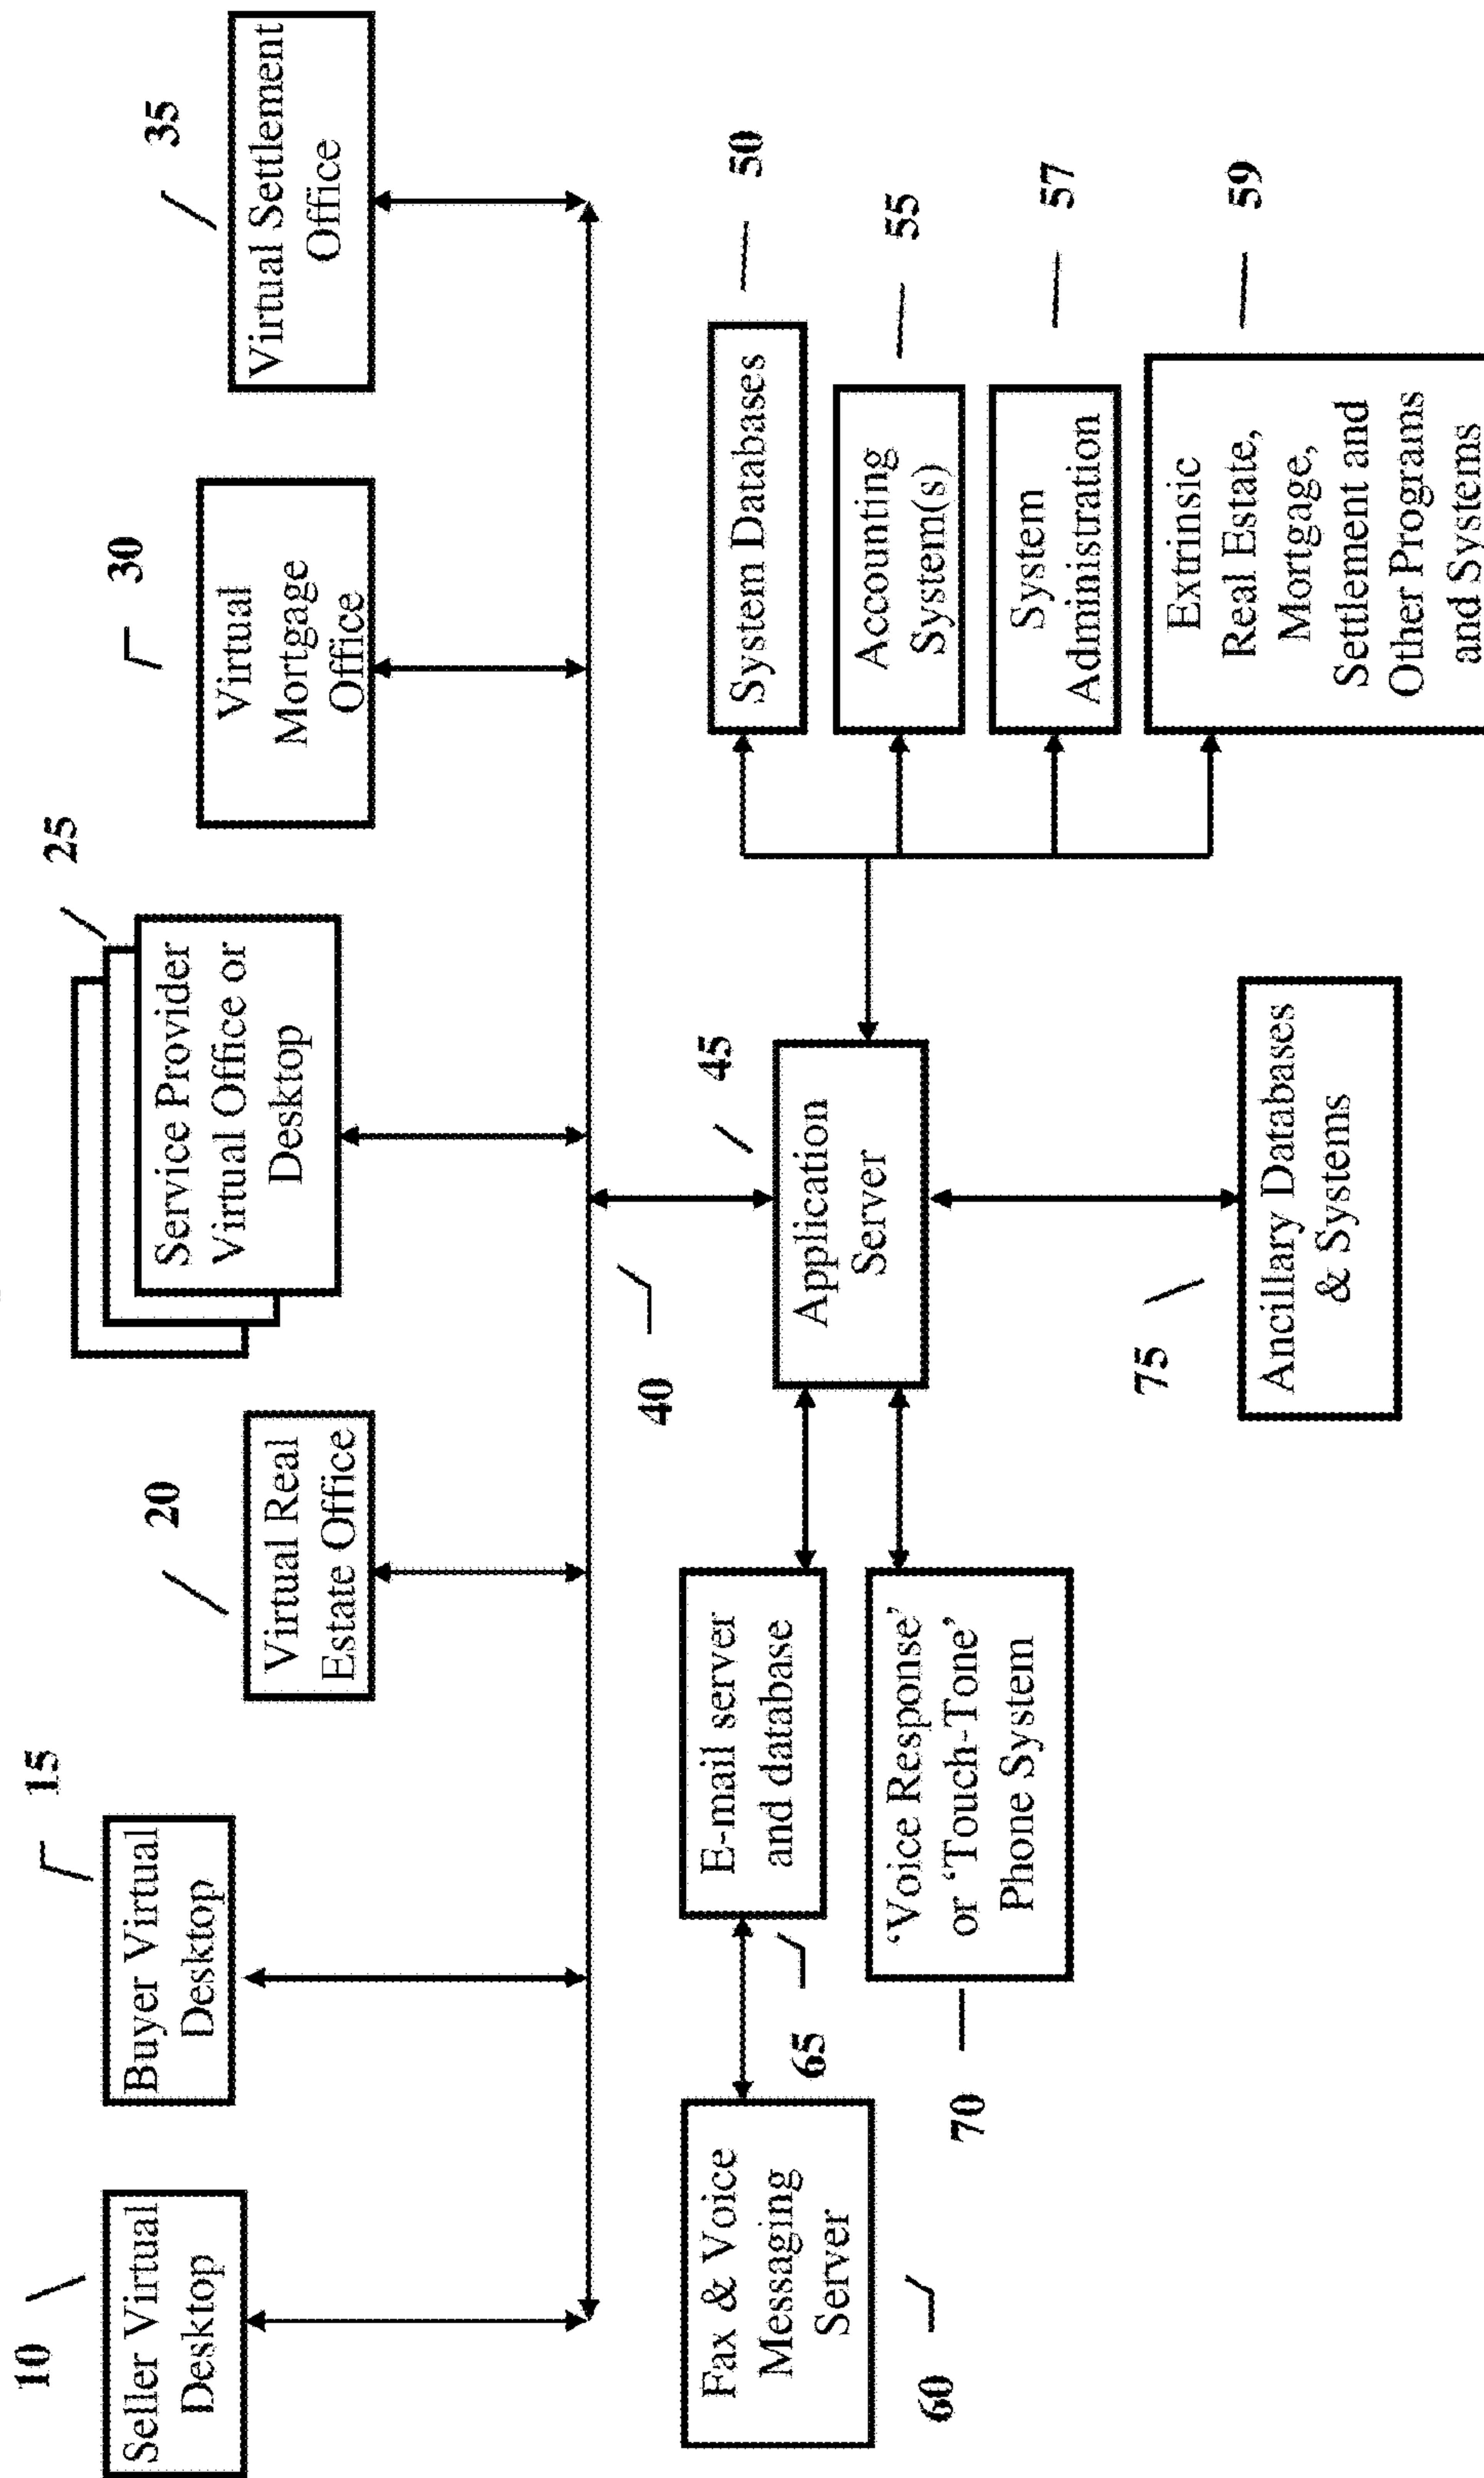 10
Seller Virtual
Desktop
15
Buyer Virtual
Desktop
20
Virtual Real
Estate Office
25
Service Provider
Virtual Office or
Desktop
30
Virtual
Mortgage
Office
35
Virtual Settlement
Office
40
45
Application
Server
Fax & Voice
Messaging
Server
60
65
E-mail server
and database
70
‘Voice Response’
or ‘Touch-Tone’
Phone System
75
Ancillary Databases
& Systems
System Databases
50
Accounting
System(s)
55
System
Administration
57
Extrinsic
Real Estate,
Mortgage,
Settlement and
Other Programs
and Systems
59